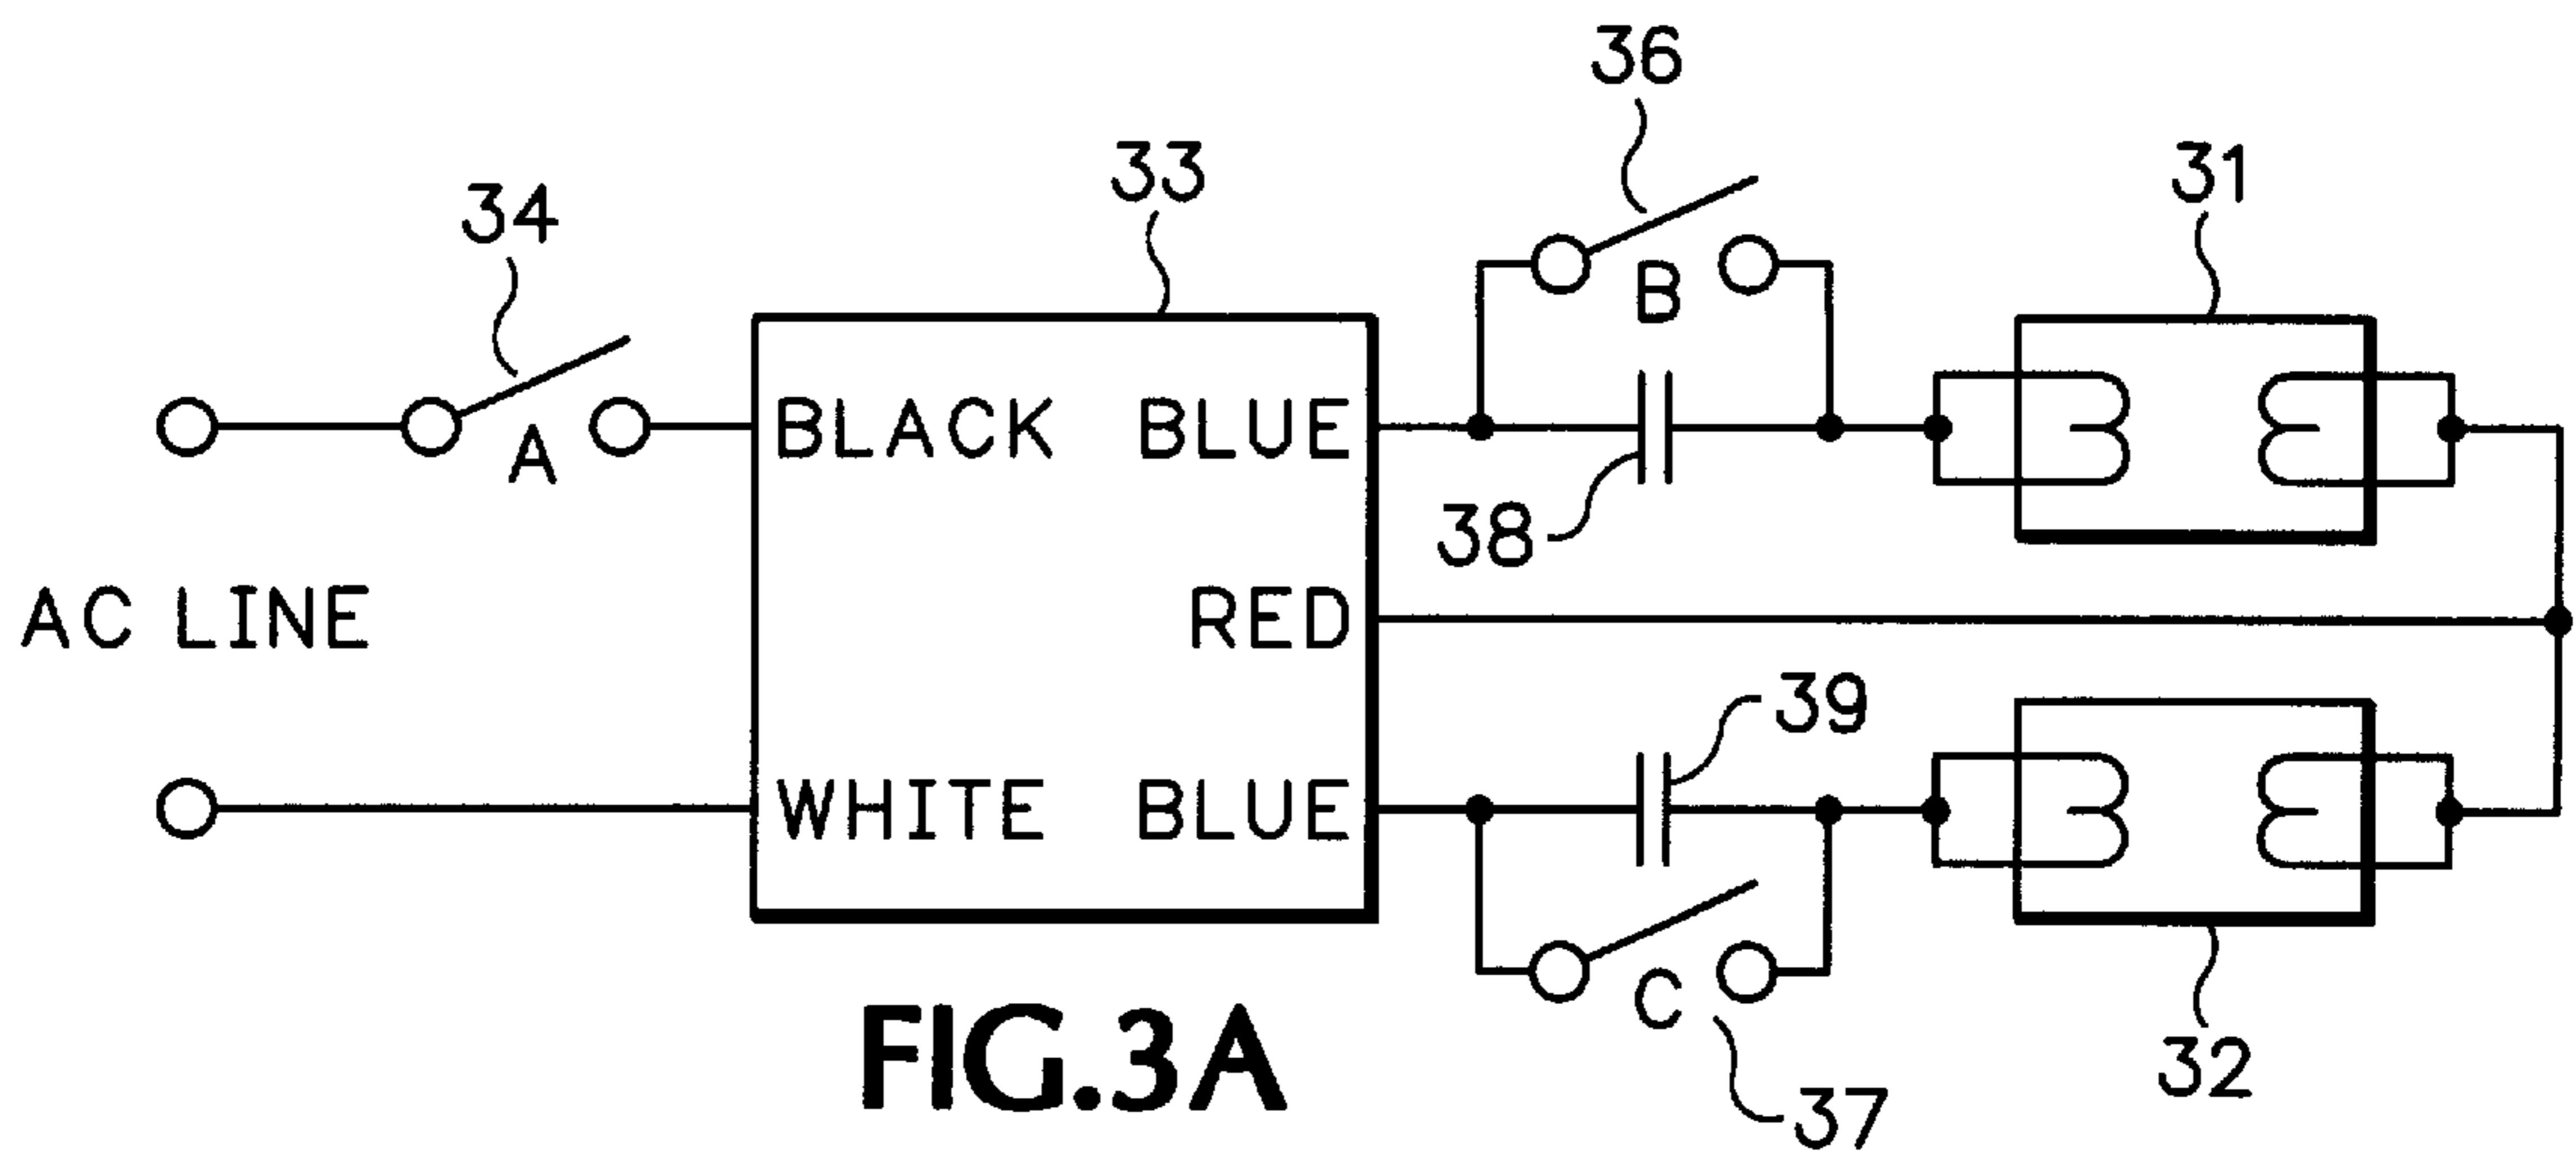 36
33
31
34
B
BLACK BLUE
A
38
AC LINE
RED
39
WHITE BLUE
C
FIG.3A
32
37